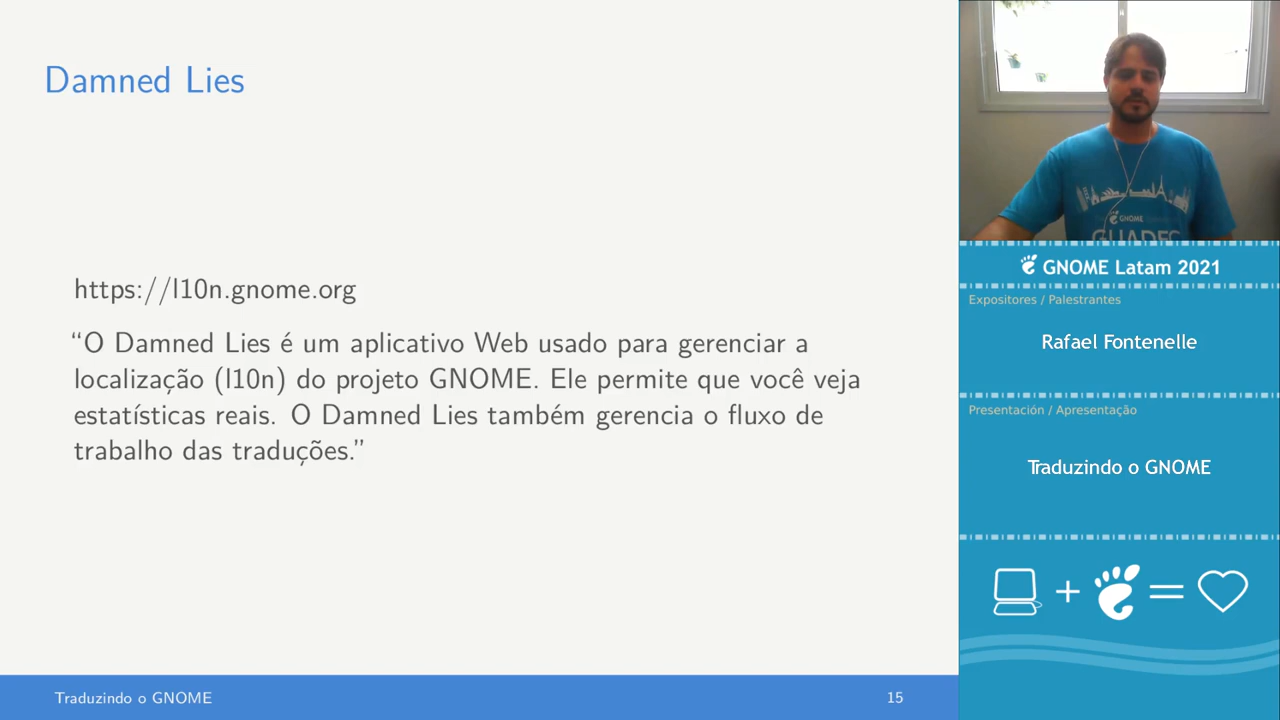 Damned Lies
https://l10n.gnome.org
“O Damned Lies é um aplicativo Web usado para gerenciar a
localização (l10n) do projeto GNOME. Ele permite que você veja
estatísticas reais. O Damned Lies também gerencia o fluxo de
trabalho das traduções.”
Traduzindo o GNOME
15
GNOME
GUADEC
GNOME Latam 2021
Expositores / Palestrantes
Rafael Fontenelle
Presentación / Apresentação
Traduzindo o GNOME